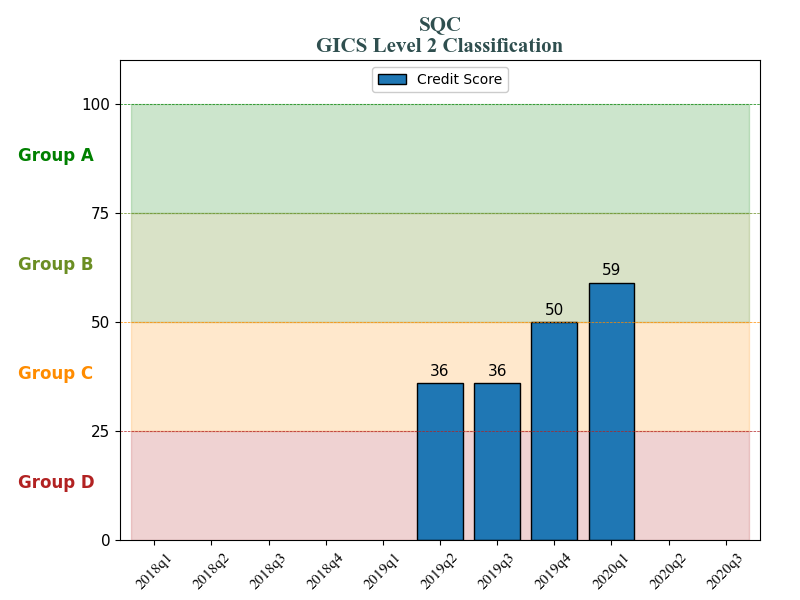 SQC
GICS Level 2 Classification
Credit Score
100
Group A
75
Group B
59
50
50
Group C
36
36
25
Group D
0
2018q1
2018q2
2018q3
2018q4
2019q1
2019q2
2019q3
2019q4
2020q1
2020q2
2020q3